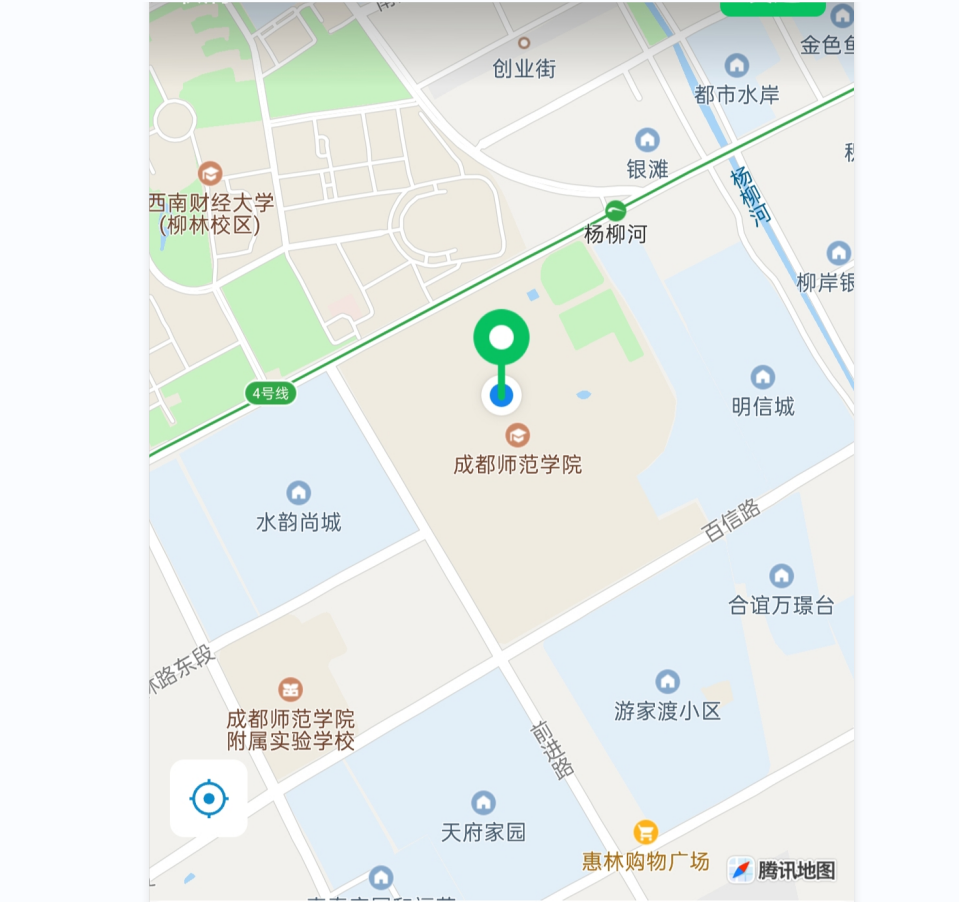 创业街
金色鱼
都市水岸
银滩
杨柳河
西南财经大学
(柳林校区)
杨柳河
柳岸银
4号线
明信城
成都师范学院
水韵尚城
百信路
合谊万璟台
环路东段
游家渡小区
成都师范学院
附属实验学校
前进路
天府家园
惠林购物广场
腾讯地图